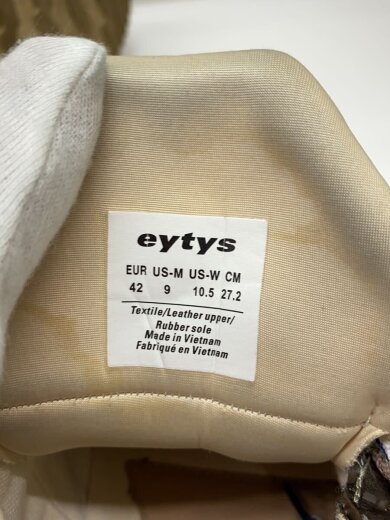 eytys
EUR US-M US-W CM
42 9 10.5 27.2
Textile/Leather upper/
Rubber sole
Made in Vietnam
Fabriqué en Vietnam